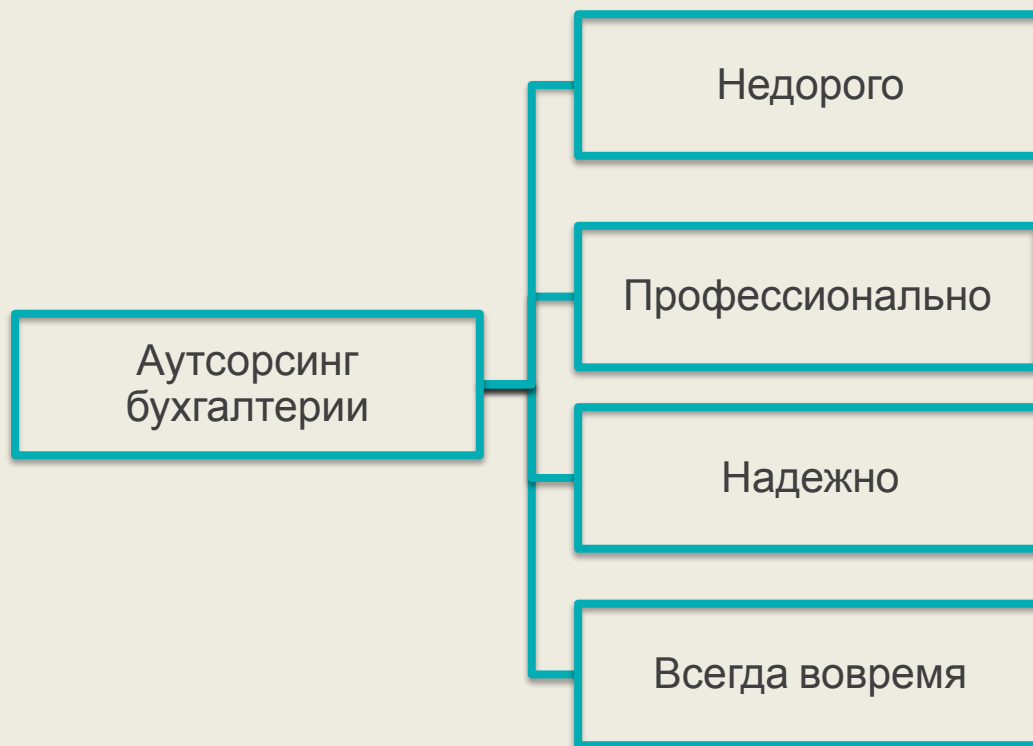 Недорого
Профессионально
Аутсорсинг
бухгалтерии
Надежно
Всегда вовремя